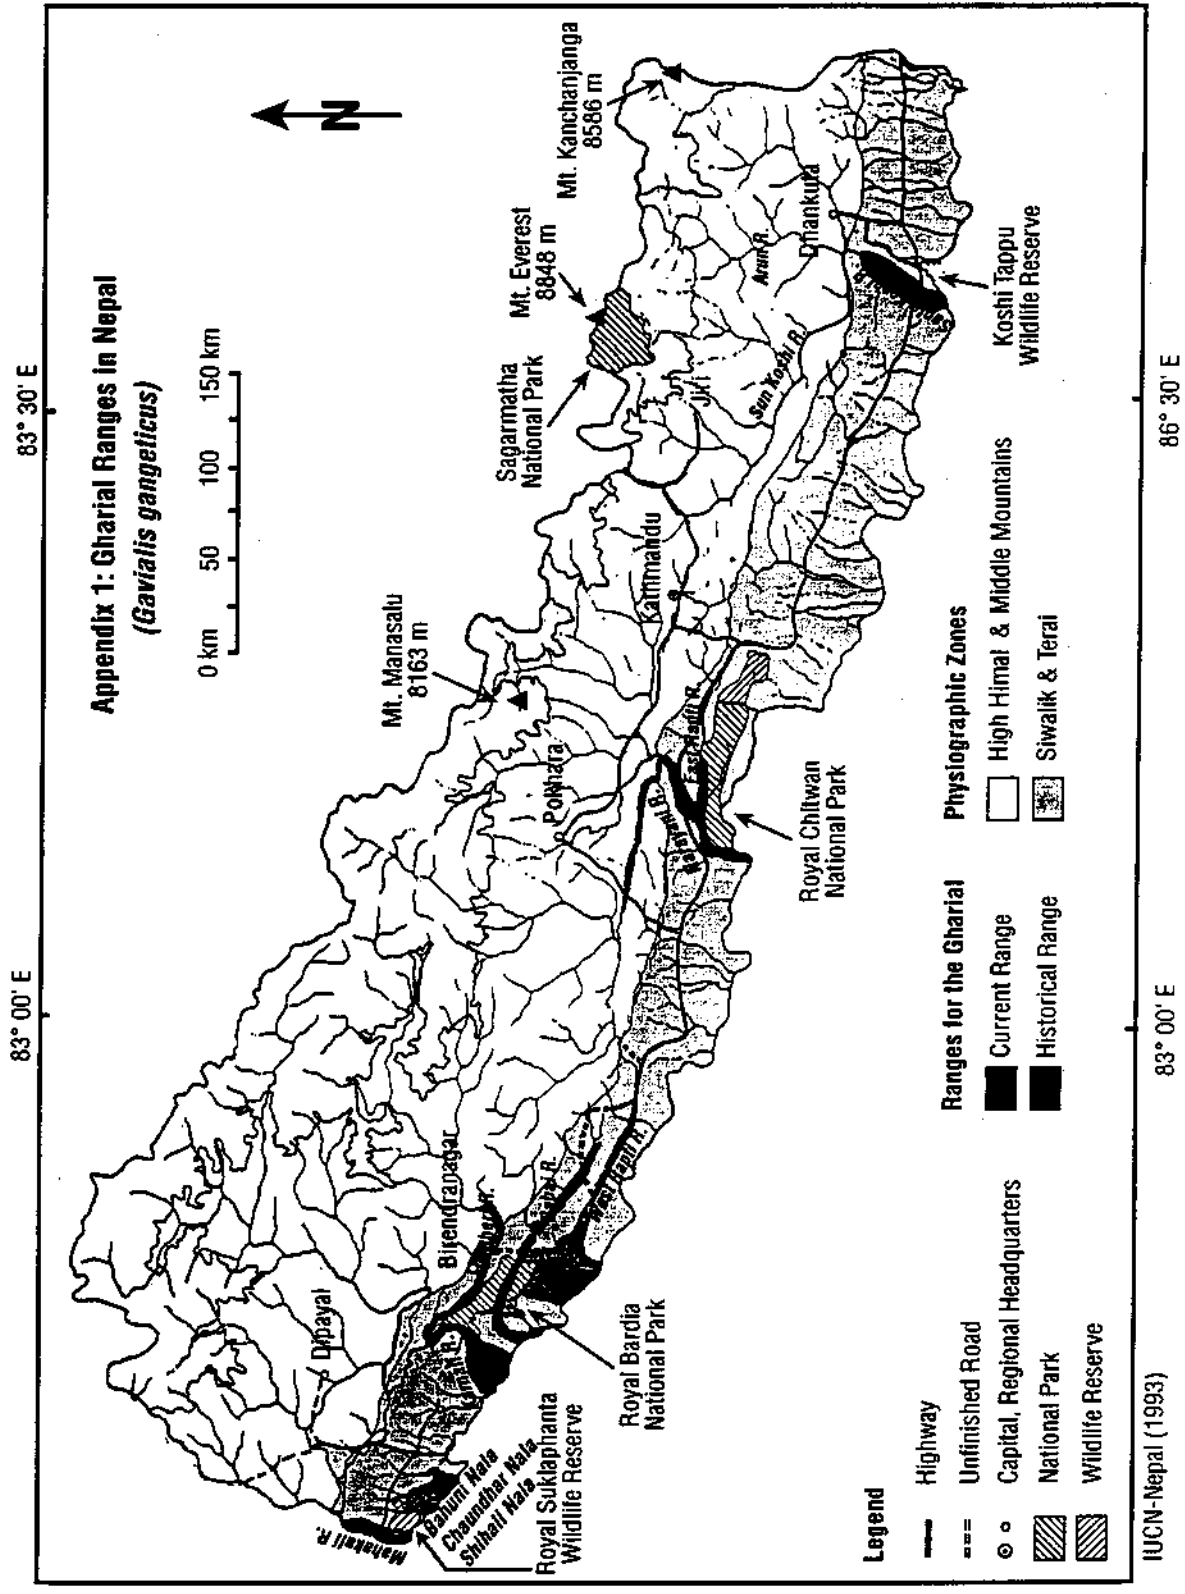 Appendix 1: Gharial Ranges in Nepal
(Gavialis gangeticus)
0 km 50 100 150 km
83° 00' E
83° 30' E
N
Mt. Manasalu
8163 m
Sagarmatha
National Park
Mt. Everest
8848 m
Mt. Kanchanjanga
8586 m
Dipayal
Birendranagar
Pokhara
Kathmandu
Jiri
Sun Koshi R.
Arun R.
Dhankuta
Mahakali R.
Karnali R.
Babai R.
West Rapti R.
Narayani R.
East Rapti R.
Bahuni Nala
Chaundhar Nala
Shihali Nala
Royal Suklaphanta
Wildlife Reserve
Royal Bardia
National Park
Royal Chitwan
National Park
Koshi Tappu
Wildlife Reserve
Legend
Highway
Unfinished Road
Capital, Regional Headquarters
National Park
Wildlife Reserve
Ranges for the Gharial
Current Range
Historical Range
Physiographic Zones
High Himal & Middle Mountains
Siwalik & Terai
IUCN-Nepal (1993)
83° 00' E
86° 30' E